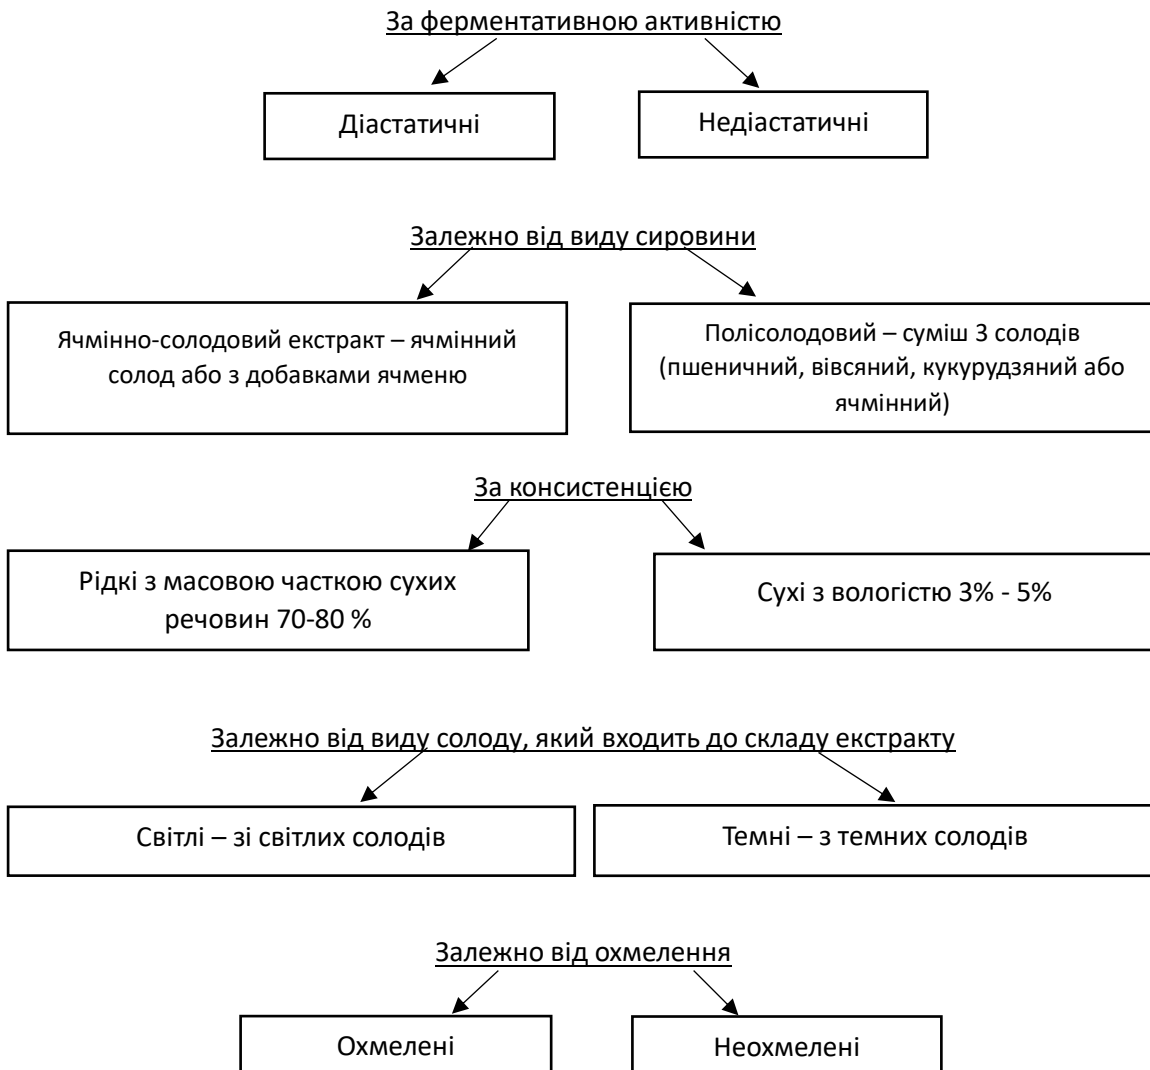 За ферментативною активністю
Діастатичні
Недіастатичні
Залежно від виду сировини
Ячмінно-солодовий екстракт – ячмінний
солод або з добавками ячменю
Полісолодовий – суміш 3 солодів
(пшеничний, вівсяний, кукурудзяний або
ячмінний)
За консистенцією
Рідкі з масовою часткою сухих
речовин 70-80 %
Сухі з вологістю 3% - 5%
Залежно від виду солоду, який входить до складу екстракту
Світлі – зі світлих солодів
Темні – з темних солодів
Залежно від охмелення
Охмелені
Неохмелені